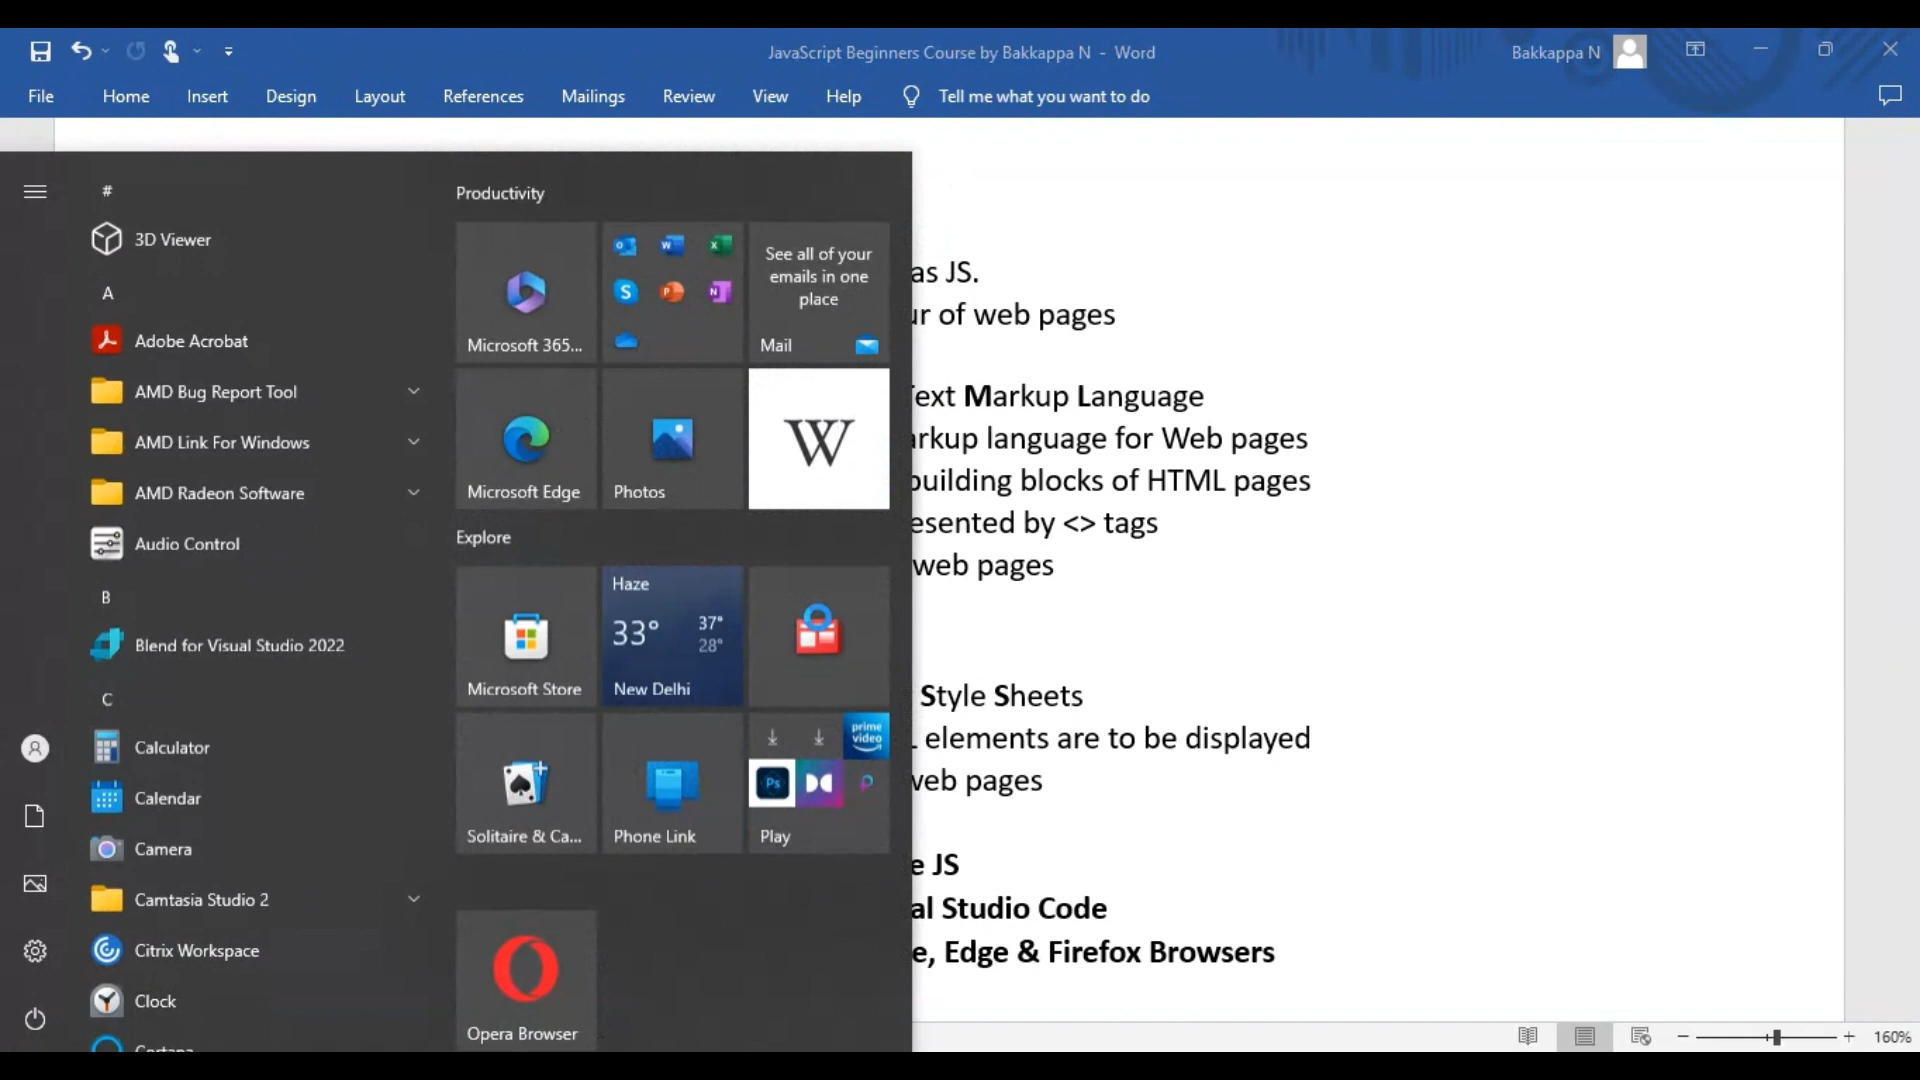 JavaScript Beginners Course by Bakkappa N - Word
Bakkappa N
File Home Insert Design Layout References Mailings Review View Help Tell me what you want to do
#
3D Viewer
A
Adobe Acrobat
AMD Bug Report Tool
AMD Link For Windows
AMD Radeon Software
Audio Control
B
Blend for Visual Studio 2022
C
Calculator
Calendar
Camera
Camtasia Studio 2
Citrix Workspace
Clock
Productivity
Microsoft 365...
See all of your
emails in one
place
Mail
Microsoft Edge
Photos
W
Explore
Microsoft Store
Haze
33° 37°
28°
New Delhi
prime
video
Ps
Solitaire & Ca...
Phone Link
Play
Opera Browser
as JS.
ur of web pages
Text Markup Language
arkup language for Web pages
building blocks of HTML pages
esented by <> tags
web pages
Style Sheets
L elements are to be displayed
web pages
e JS
al Studio Code
e, Edge & Firefox Browsers
160%